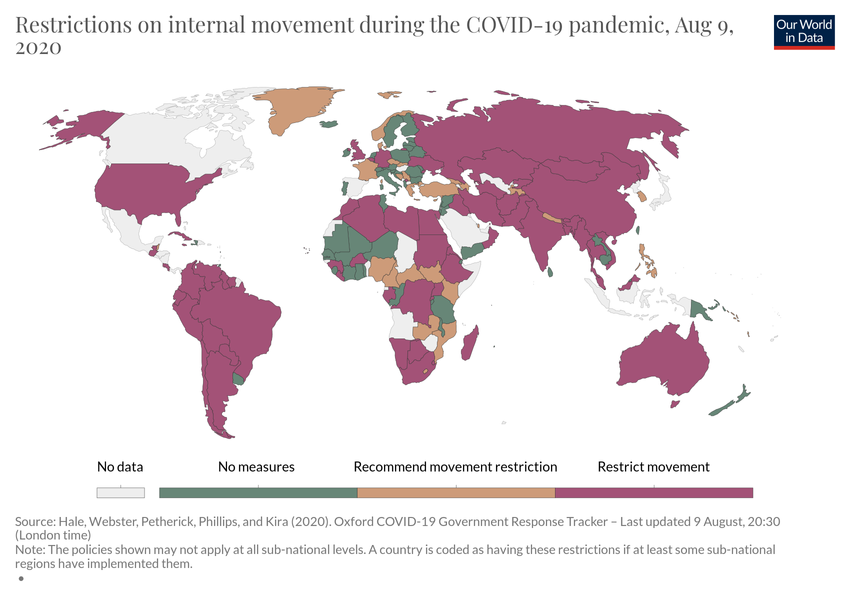 Restrictions on internal movement during the COVID-19 pandemic, Aug 9,
2020
Our World
in Data
No data
No measures
Recommend movement restriction
Restrict movement
Source: Hale, Webster, Petherick, Phillips, and Kira (2020). Oxford COVID-19 Government Response Tracker – Last updated 9 August, 20:30
(London time)
Note: The policies shown may not apply at all sub-national levels. A country is coded as having these restrictions if at least some sub-national
regions have implemented them.